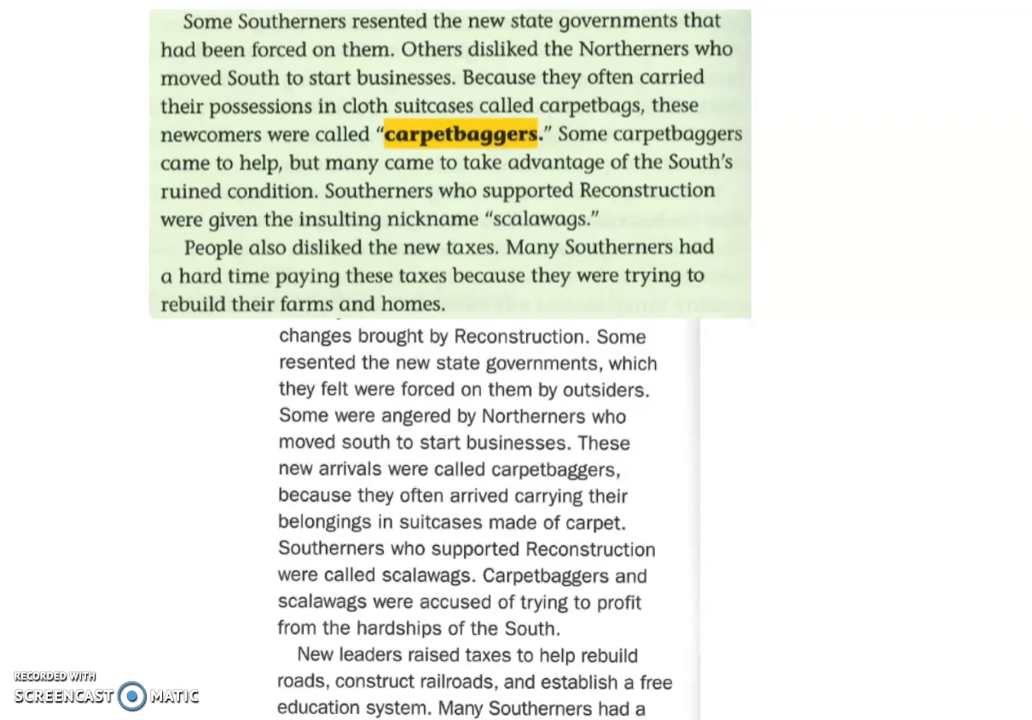 Some Southerners resented the new state governments that
had been forced on them. Others disliked the Northerners who
moved South to start businesses. Because they often carried
their possessions in cloth suitcases called carpetbags, these
newcomers were called “carpetbaggers.” Some carpetbaggers
came to help, but many came to take advantage of the South’s
ruined condition. Southerners who supported Reconstruction
were given the insulting nickname “scalawags.”
People also disliked the new taxes. Many Southerners had
a hard time paying these taxes because they were trying to
rebuild their farms and homes.
changes brought by Reconstruction. Some
resented the new state governments, which
they felt were forced on them by outsiders.
Some were angered by Northerners who
moved south to start businesses. These
new arrivals were called carpetbaggers,
because they often arrived carrying their
belongings in suitcases made of carpet.
Southerners who supported Reconstruction
were called scalawags. Carpetbaggers and
scalawags were accused of trying to profit
from the hardships of the South.
New leaders raised taxes to help rebuild
roads, construct railroads, and establish a free
education system. Many Southerners had a
RECORDED WITH
SCREENCAST MATIC